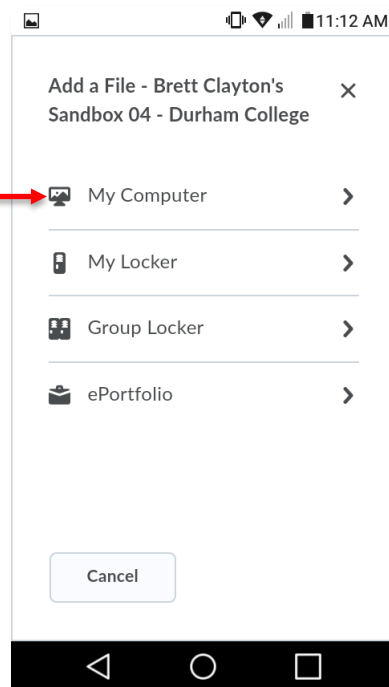 11:12 AM
Add a File - Brett Clayton's
Sandbox 04 - Durham College
My Computer
My Locker
Group Locker
ePortfolio
Cancel